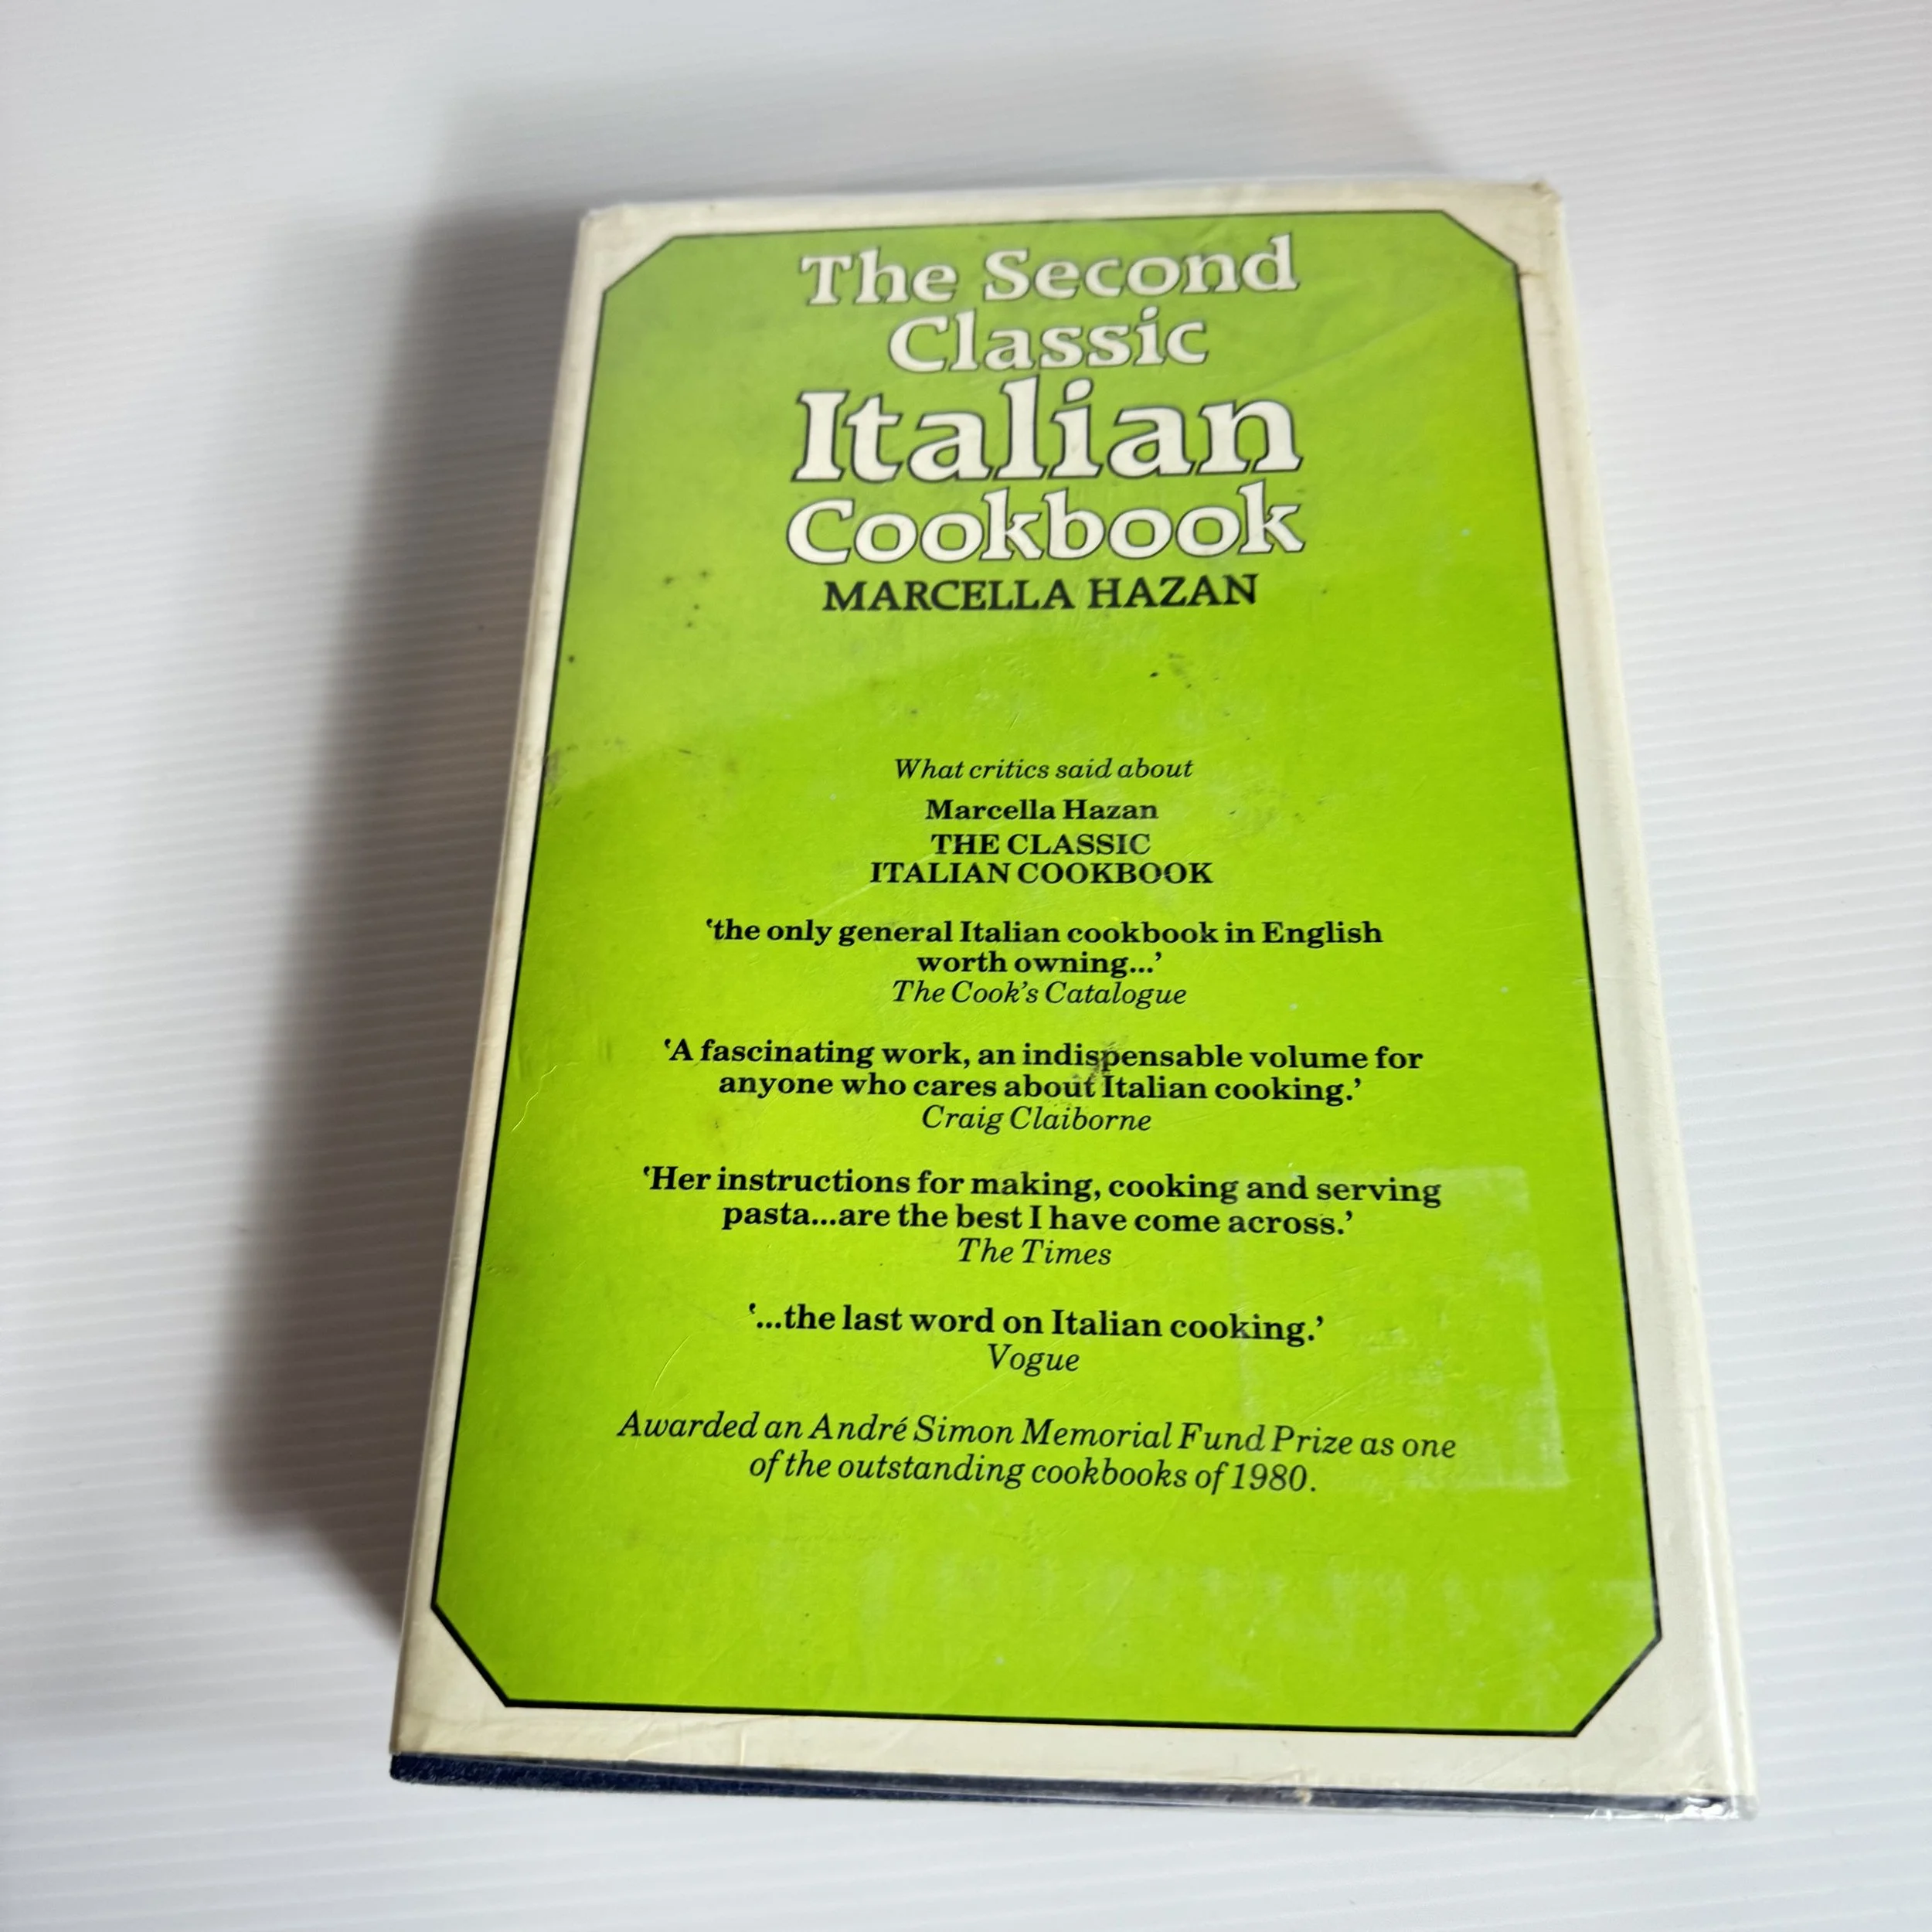 The Second
Classic
Italian
Cookbook
MARCELLA HAZAN
What critics said about
Marcella Hazan
THE CLASSIC
ITALIAN COOKBOOK
‘the only general Italian cookbook in English
worth owning...’
The Cook’s Catalogue
‘A fascinating work, an indispensable volume for
anyone who cares about Italian cooking.’
Craig Claiborne
‘Her instructions for making, cooking and serving
pasta...are the best I have come across.’
The Times
‘...the last word on Italian cooking.’
Vogue
Awarded an André Simon Memorial Fund Prize as one
of the outstanding cookbooks of 1980.